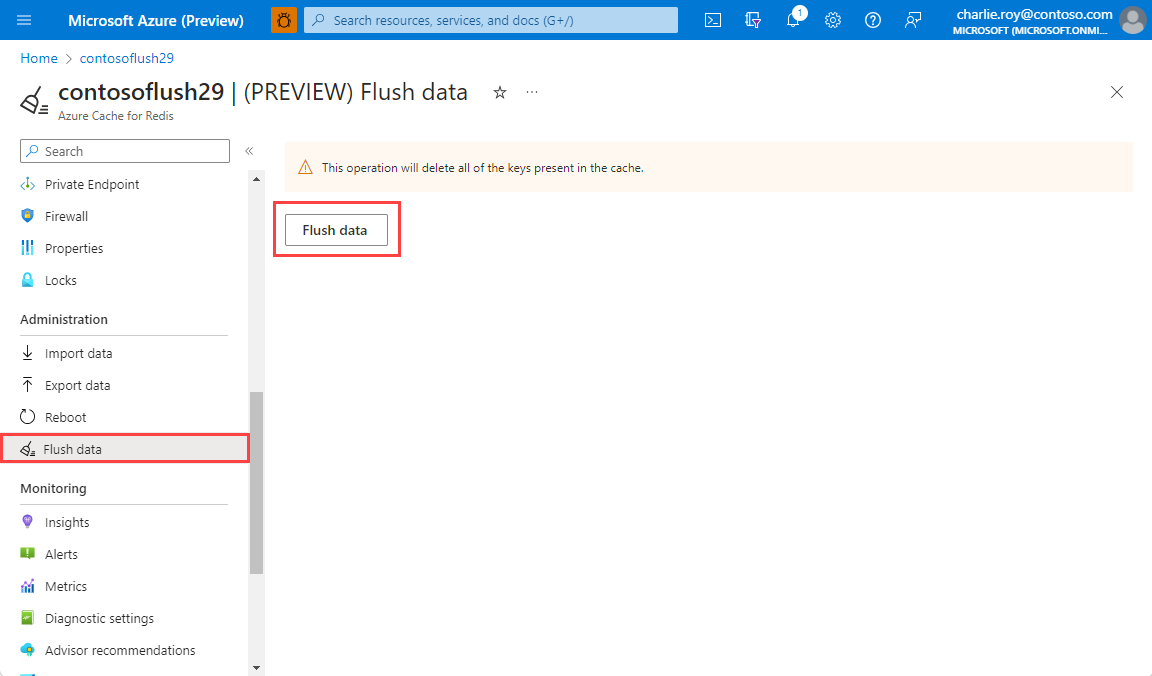 Microsoft Azure (Preview)
Search resources, services, and docs (G+/)
1
charlie.roy@contoso.com
MICROSOFT (MICROSOFT.ONMI...
Home > contosoflush29
contosoflush29 | (PREVIEW) Flush data
Azure Cache for Redis
Search
Private Endpoint
Firewall
Properties
Locks
Administration
Import data
Export data
Reboot
Flush data
Monitoring
Insights
Alerts
Metrics
Diagnostic settings
Advisor recommendations
This operation will delete all of the keys present in the cache.
Flush data